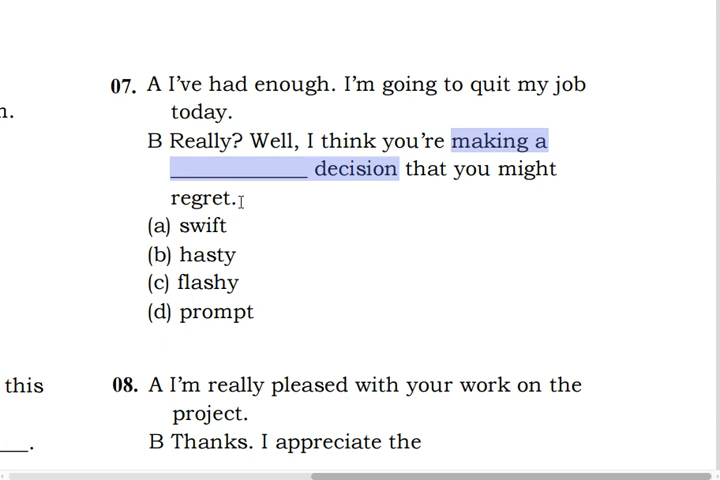 n.
07. A I've had enough. I'm going to quit my job
today.
B Really? Well, I think you're making a
____________ decision that you might
regret.
(a) swift
(b) hasty
(c) flashy
(d) prompt
this
___.
08. A I'm really pleased with your work on the
project.
B Thanks. I appreciate the